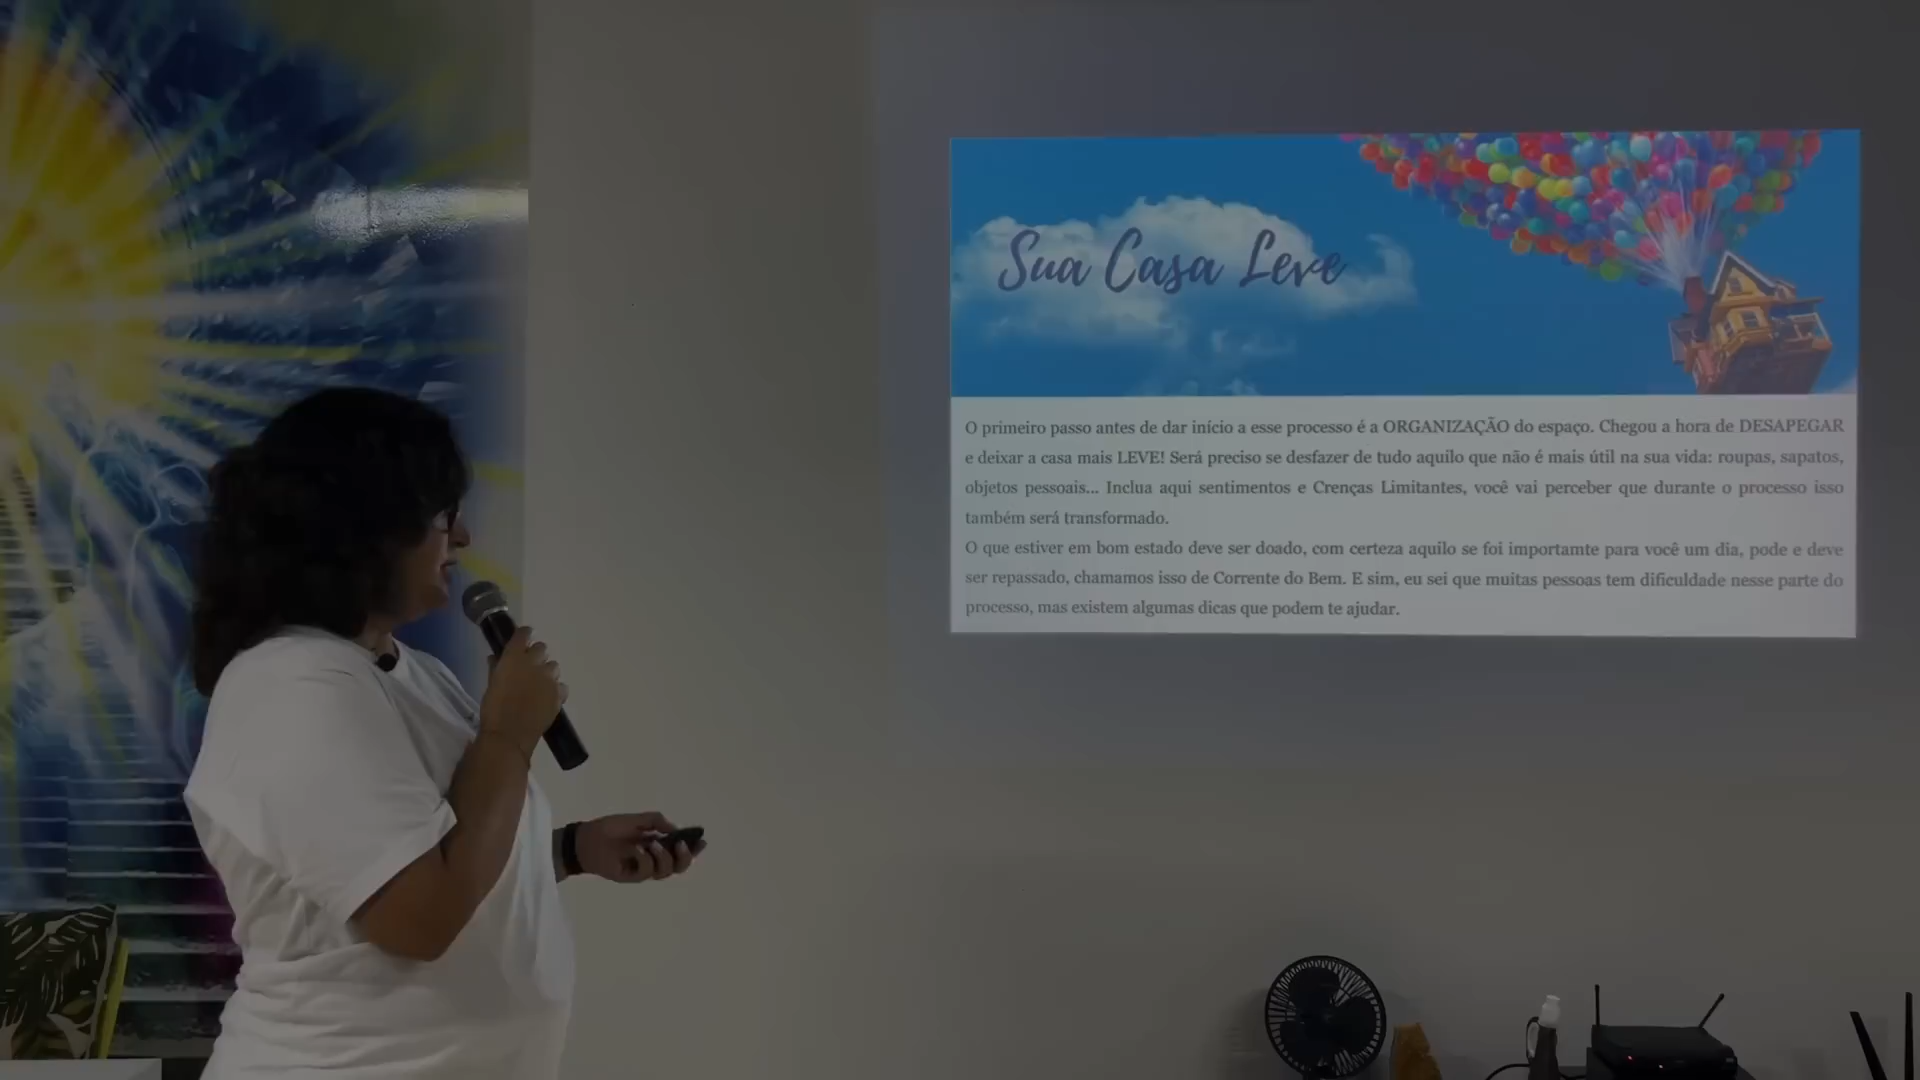 Sua Casa Leve
O primeiro passo antes de dar início a esse processo é a ORGANIZAÇÃO do espaço. Chegou a hora de DESAPEGAR
e deixar a casa mais LEVE! Será preciso se desfazer de tudo aquilo que não é mais útil na sua vida: roupas, sapatos,
objetos pessoais... Inclua aqui sentimentos e Crenças Limitantes, você vai perceber que durante o processo isso
também será transformado.
O que estiver em bom estado deve ser doado, com certeza aquilo se foi importamte para você um dia, pode e deve
ser repassado, chamamos isso de Corrente do Bem. E sim, eu sei que muitas pessoas tem dificuldade nesse parte do
processo, mas existem algumas dicas que podem te ajudar.